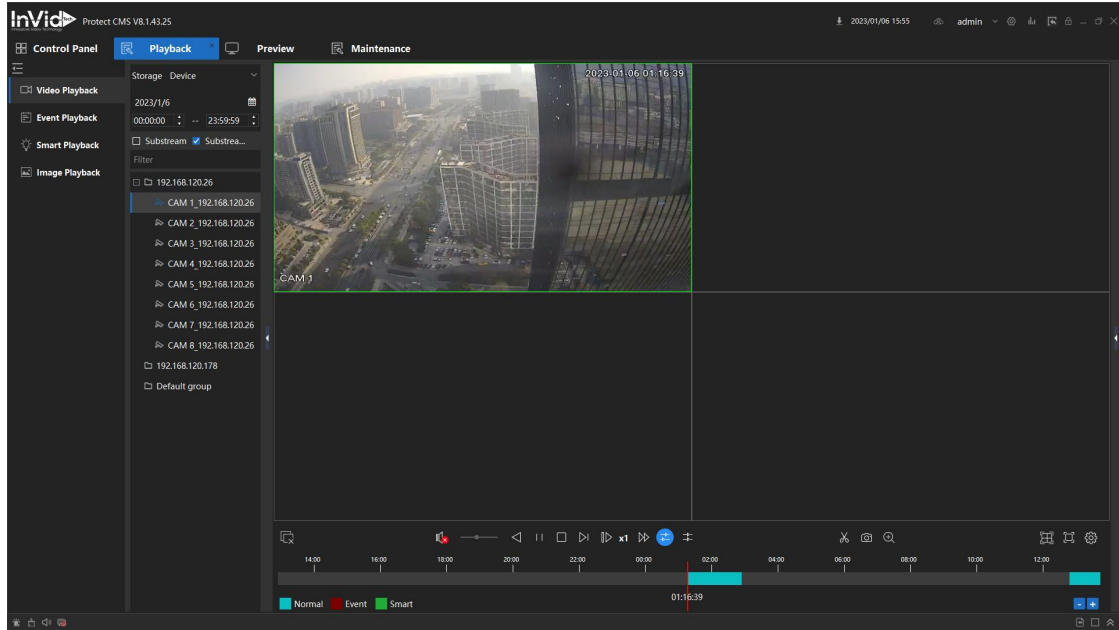 InVid Tech Protect CMS V8.1.43.25 2023/01/06 15:55 admin
Control Panel Playback Preview Maintenance
Video Playback
Event Playback
Smart Playback
Image Playback
Storage Device
2023/1/6
00:00:00 -- 23:59:59
Substream Substrea...
Filter
192.168.120.26
CAM 1_192.168.120.26
CAM 2_192.168.120.26
CAM 3_192.168.120.26
CAM 4_192.168.120.26
CAM 5_192.168.120.26
CAM 6_192.168.120.26
CAM 7_192.168.120.26
CAM 8_192.168.120.26
192.168.120.178
Default group
2023-01-06 01:16:39
CAM 1
x1
14:00 16:00 18:00 20:00 22:00 00:00 02:00 04:00 06:00 08:00 10:00 12:00
01:16:39
Normal Event Smart